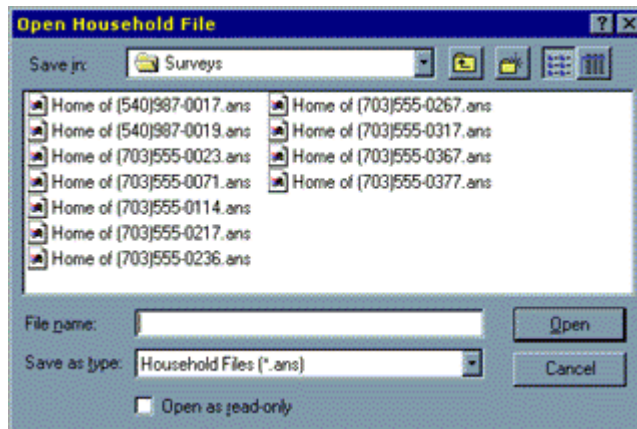 Open Household File
Save in: Surveys
Home of (540)987-0017.ans
Home of (540)987-0019.ans
Home of (703)555-0023.ans
Home of (703)555-0071.ans
Home of (703)555-0114.ans
Home of (703)555-0217.ans
Home of (703)555-0236.ans
Home of (703)555-0267.ans
Home of (703)555-0317.ans
Home of (703)555-0367.ans
Home of (703)555-0377.ans
File name:
Open
Save as type: Household Files (*.ans)
Cancel
Open as read-only